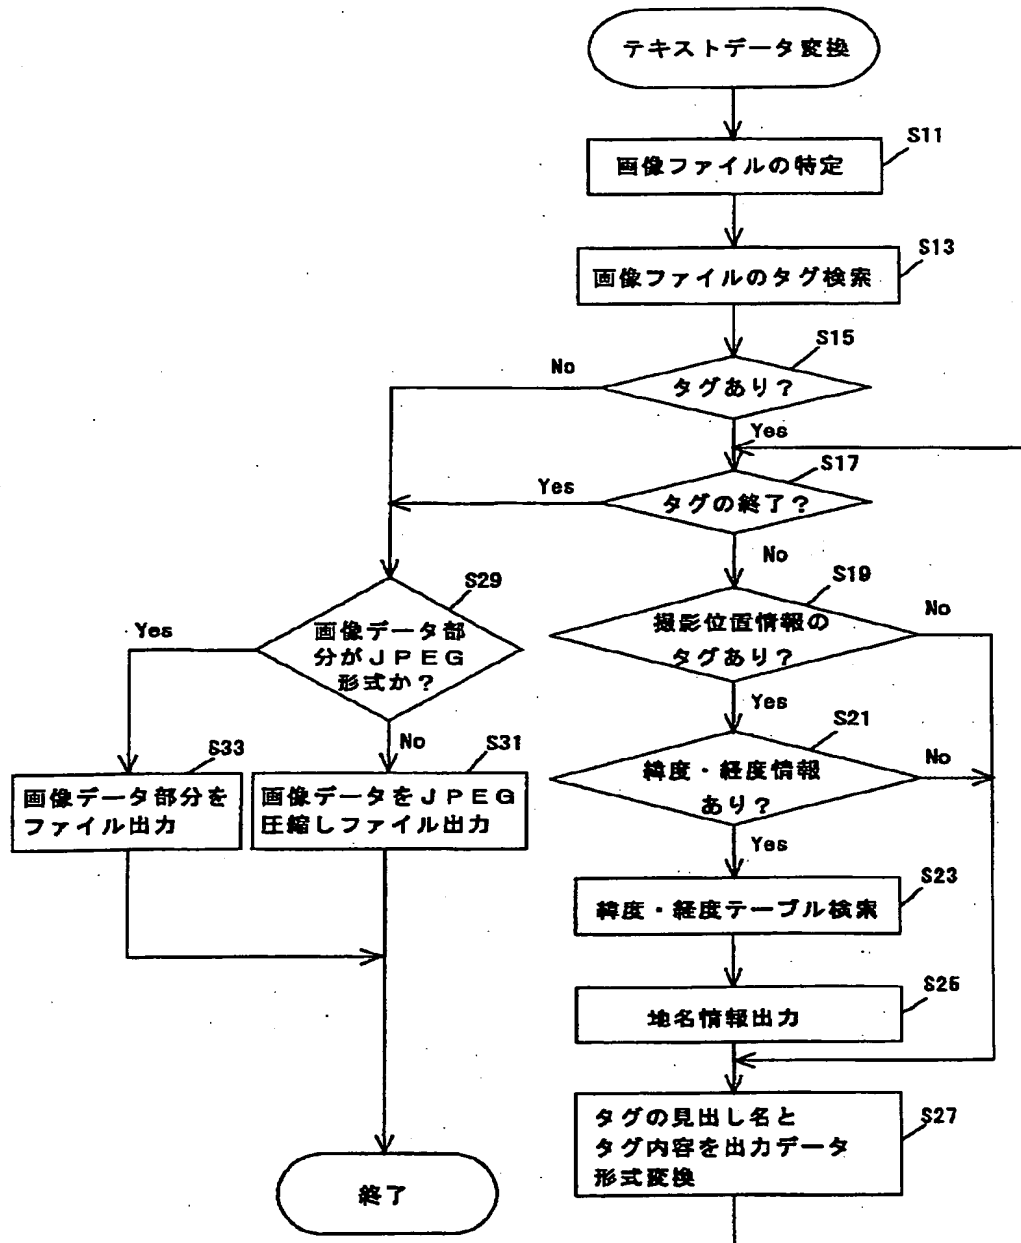 テキストデータ変換
S11
画像ファイルの特定
S13
画像ファイルのタグ検索
S15
No
タグあり？
Yes
S17
Yes
タグの終了？
No
S29
S19
Yes
画像データ部
分がJPEG
形式か？
撮影位置情報の
タグあり？
No
Yes
No
S33
S31
S21
画像データ部分を
ファイル出力
画像データをJPEG
圧縮しファイル出力
緯度・経度情報
あり？
No
Yes
S23
緯度・経度テーブル検索
S25
地名情報出力
S27
タグの見出し名と
タグ内容を出力データ
形式変換
終了